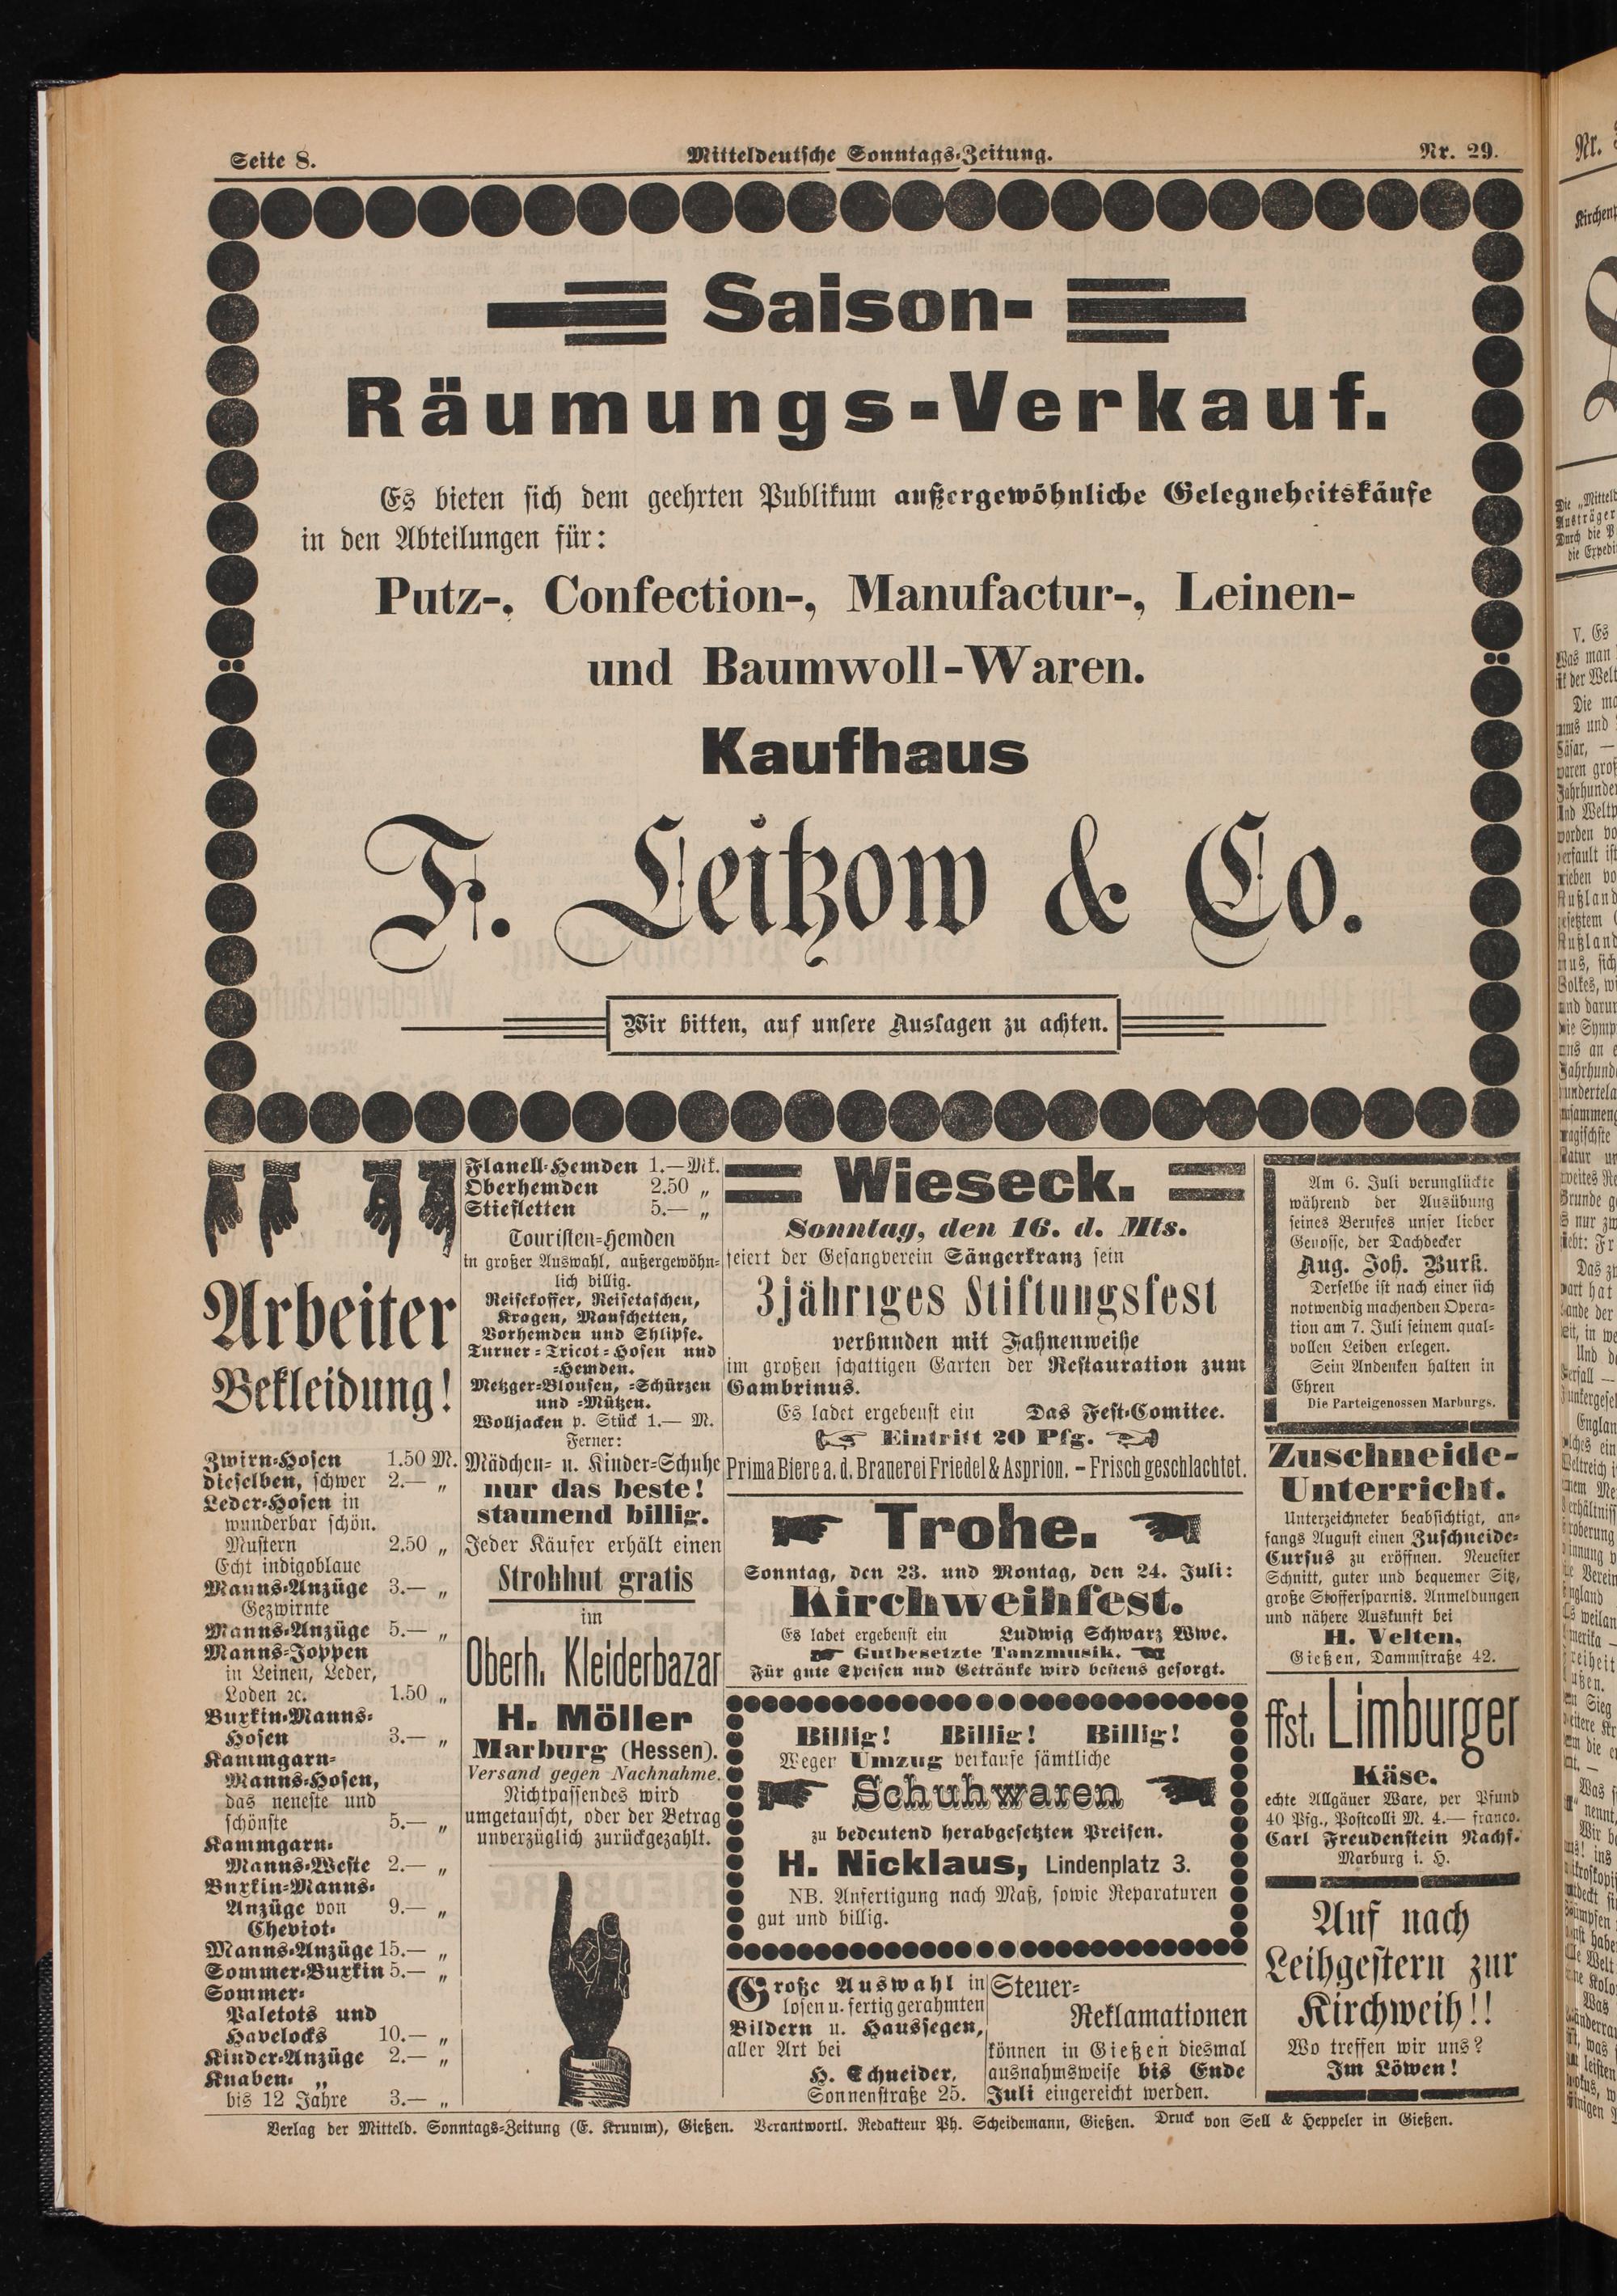 Seite 8.
Mitteldeutsche Sonntags-Zeitung.
Nr. 29.
Saison-
Räumungs-Verkauf.
Es bieten sich dem geehrten Publikum außergewöhnliche Gelegneheitskäufe
in den Abteilungen für:
Putz-, Confection-, Manufactur-, Leinen-
und Baumwoll-Waren.
Kaufhaus
F. Leitzow & Co.
Wir bitten, auf unsere Auslagen zu achten.
Arbeiter
Bekleidung!
Zwirn-Hosen 1.50 M.
dieselben, schwer 2.— „
Leder-Hosen in
wunderbar schön.
Mustern 2.50 „
Echt indigoblaue
Manns-Anzüge 3.— „
Gezwirnte
Manns-Anzüge 5.— „
Manns-Joppen
in Leinen, Leder,
Loden ꝛc. 1.50 „
Buxkin-Manns-
Hosen 3.— „
Kammgarn-
Manns-Hosen,
das neueste und
schönste 5.— „
Kammgarn-
Manns-Weste 2.— „
Buxkin-Manns-
Anzüge von 9.— „
Cheviot-
Manns-Anzüge 15.— „
Sommer-Buxkin 5.— „
Sommer-
Paletots und
Havelocks 10.— „
Kinder-Anzüge 2.— „
Knaben- „
bis 12 Jahre 3.— „
Flanell-Hemden 1.— Mk.
Oberhemden 2.50 „
Stiefletten 5.— „
Touristen-Hemden
in großer Auswahl, außergewöhn-
lich billig.
Reisekoffer, Reisetaschen,
Kragen, Manschetten,
Vorhemden und Shlipse.
Turner-Tricot-Hosen und
-Hemden.
Metzger-Blousen, -Schürzen
und -Mützen.
Wolljacken p. Stück 1.— M.
Ferner:
Mädchen- u. Kinder-Schuhe
nur das beste!
staunend billig.
Jeder Käufer erhält einen
Strohhut gratis
im
Oberh. Kleiderbazar
H. Möller
Marburg (Hessen).
Versand gegen Nachnahme.
Nichtpassendes wird
umgetauscht, oder der Betrag
unverzüglich zurückgezahlt.
Wieseck.
Sonntag, den 16. d. Mts.
feiert der Gesangverein Sängerkranz sein
3jähriges Stiftungsfest
verbunden mit Fahnenweihe
im großen schattigen Garten der Restauration zum
Gambrinus.
Es ladet ergebenst ein Das Fest-Comitee.
Eintritt 20 Pfg.
Prima Biere a. d. Brauerei Friedel & Asprion. – Frisch geschlachtet.
Trohe.
Sonntag, den 23. und Montag, den 24. Juli:
Kirchweihfest.
Es ladet ergebenst ein Ludwig Schwarz Wwe.
Gutbesetzte Tanzmusik.
Für gute Speisen und Getränke wird bestens gesorgt.
Billig! Billig! Billig!
Wegen Umzug verkaufe sämtliche
Schuhwaren
zu bedeutend herabgesetzten Preisen.
H. Nicklaus, Lindenplatz 3.
NB. Anfertigung nach Maß, sowie Reparaturen
gut und billig.
Große Auswahl in
losen u. fertig gerahmten
Bildern u. Haussegen,
aller Art bei
H. Schneider,
Sonnenstraße 25.
Steuer-
Reklamationen
können in Gießen diesmal
ausnahmsweise bis Ende
Juli eingereicht werden.
Am 6. Juli verunglückte
während der Ausübung
seines Berufes unser lieber
Genosse, der Dachdecker
Aug. Joh. Burk.
Derselbe ist nach einer sich
notwendig machenden Opera-
tion am 7. Juli seinem qual-
vollen Leiden erlegen.
Sein Andenken halten in
Ehren
Die Parteigenossen Marburgs.
Zuschneide-
Unterricht.
Unterzeichneter beabsichtigt, an-
fangs August einen Zuschneide-
Cursus zu eröffnen. Neuester
Schnitt, guter und bequemer Sitz,
große Stoffersparnis. Anmeldungen
und nähere Auskunft bei
H. Velten,
Gießen, Dammstraße 42.
ffst. Limburger
Käse.
echte Allgäuer Ware, per Pfund
40 Pfg., Postcolli M. 4.— franco.
Carl Freudenstein Nachf.
Marburg i. H.
Auf nach
Leihgestern zur
Kirchweih!!
Wo treffen wir uns?
Im Löwen!
Verlag der Mitteld. Sonntags-Zeitung (E. Krumm), Gießen. Verantwortl. Redakteur Ph. Scheidemann, Gießen. Druck von Sell & Heppeler in Gießen.